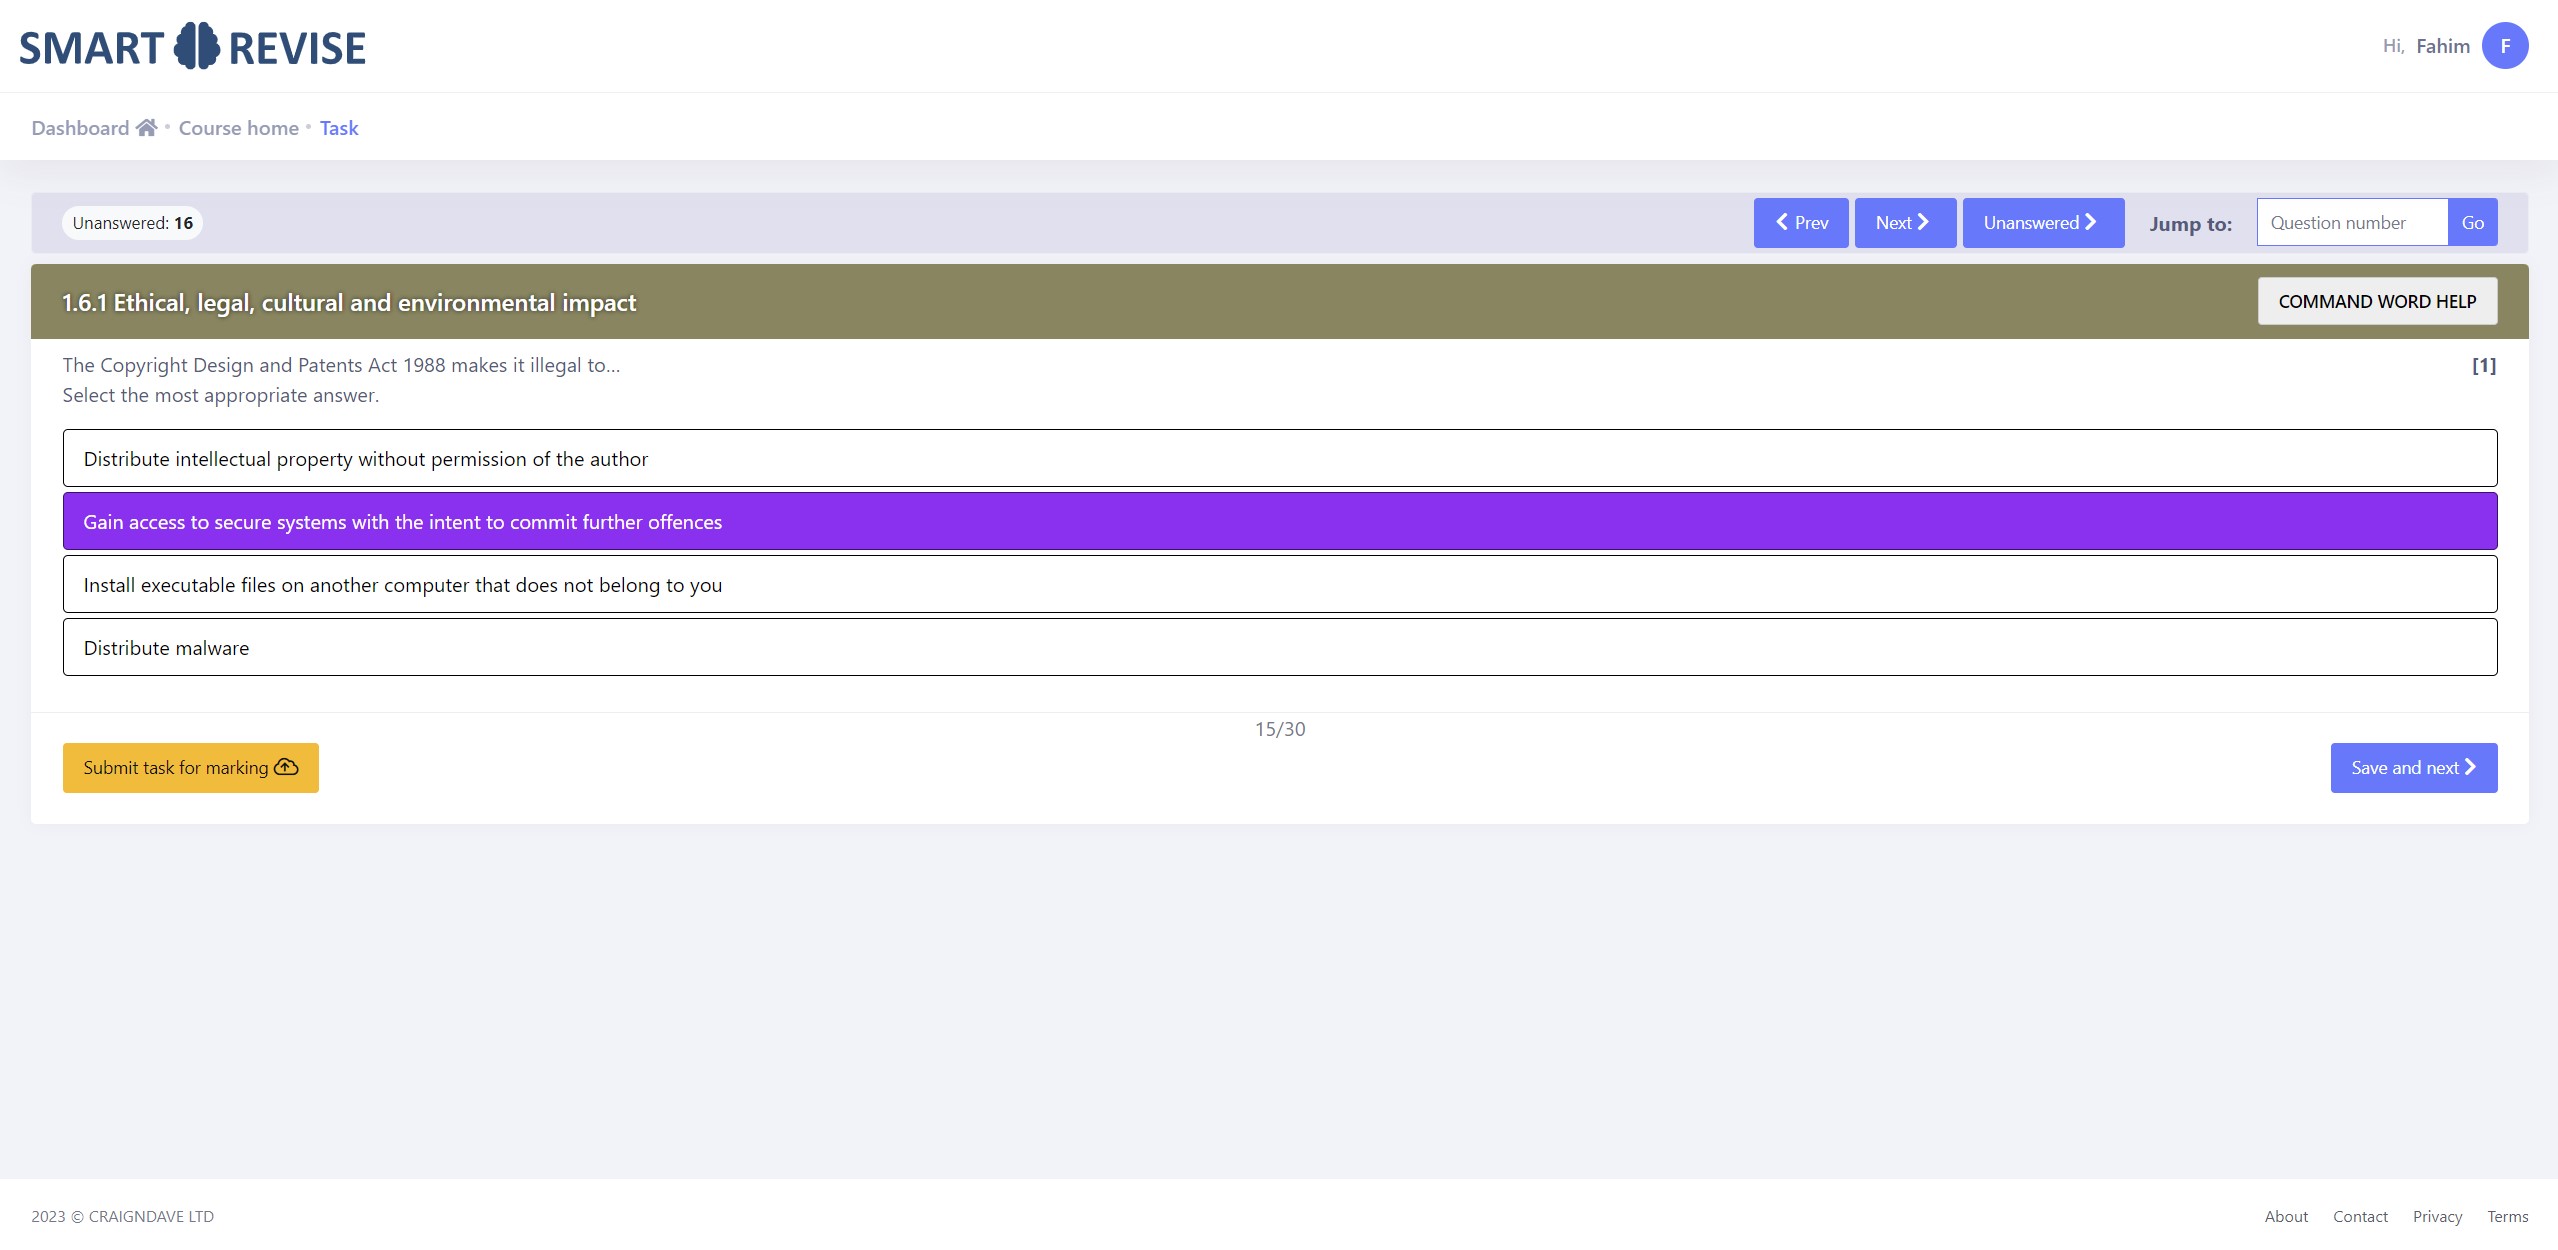 SMART REVISE
Hi, Fahim F
Dashboard • Course home • Task
Unanswered: 16
Prev Next Unanswered Jump to: Question number Go
1.6.1 Ethical, legal, cultural and environmental impact
COMMAND WORD HELP
The Copyright Design and Patents Act 1988 makes it illegal to...
[1]
Select the most appropriate answer.
Distribute intellectual property without permission of the author
Gain access to secure systems with the intent to commit further offences
Install executable files on another computer that does not belong to you
Distribute malware
15/30
Submit task for marking
Save and next
2023 © CRAIGNDAVE LTD
About Contact Privacy Terms